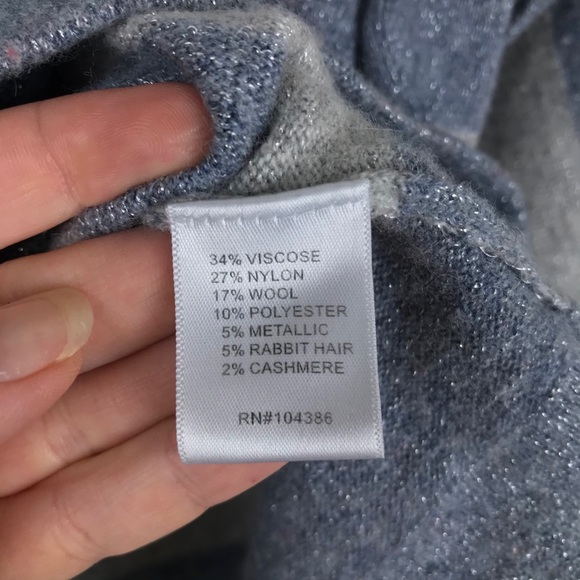 34% VISCOSE
27% NYLON
17% WOOL
10% POLYESTER
5% METALLIC
5% RABBIT HAIR
2% CASHMERE
RN#104386